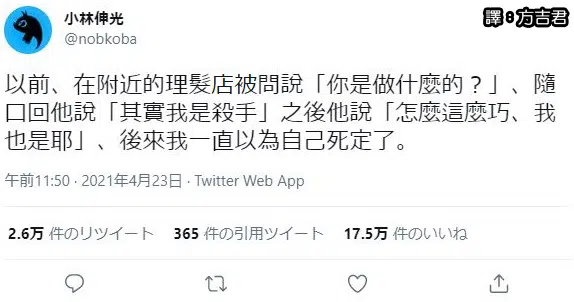 小林伸光
譯:方吉君
@nobkoba
以前、在附近的理髮店被問說「你是做什麼的？」、隨
口回他說「其實我是殺手」之後他說「怎麼這麼巧、我
也是耶」、後來我一直以為自己死定了。
午前11:50 · 2021年4月23日 · Twitter Web App
2.6万 件のリツイート 365 件の引用ツイート 17.5万 件のいいね